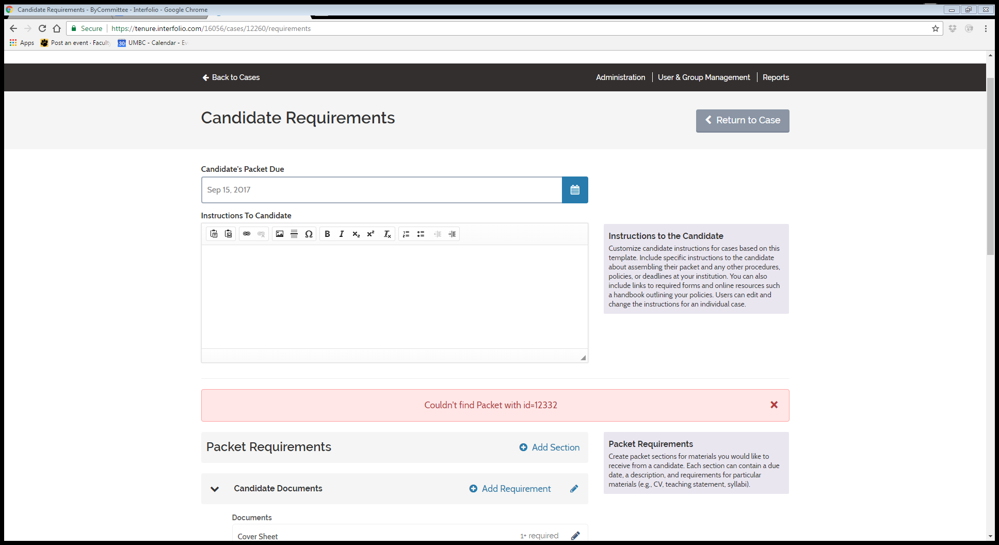 Candidate Requirements - ByCommittee - Interfolio - Google Chrome
Secure
https://tenure.interfolio.com/16056/cases/12260/requirements
Apps
Post an event · Facult
30
UMBC - Calendar - Ev
Back to Cases
Administration
User & Group Management
Reports
Candidate Requirements
Return to Case
Candidate's Packet Due
Sep 15, 2017
Instructions To Candidate
Instructions to the Candidate
Customize candidate instructions for cases based on this
template. Include specific instructions to the candidate
about assembling their packet and any other procedures,
policies, or deadlines at your institution. You can also
include links to required forms and online resources such
a handbook outlining your policies. Users can edit and
change the instructions for an individual case.
Couldn't find Packet with id=12332
Packet Requirements
Add Section
Packet Requirements
Create packet sections for materials you would like to
receive from a candidate. Each section can contain a due
date, a description, and requirements for particular
materials (e.g., CV, teaching statement, syllabi).
Candidate Documents
Add Requirement
Documents
Cover Sheet
1+ required